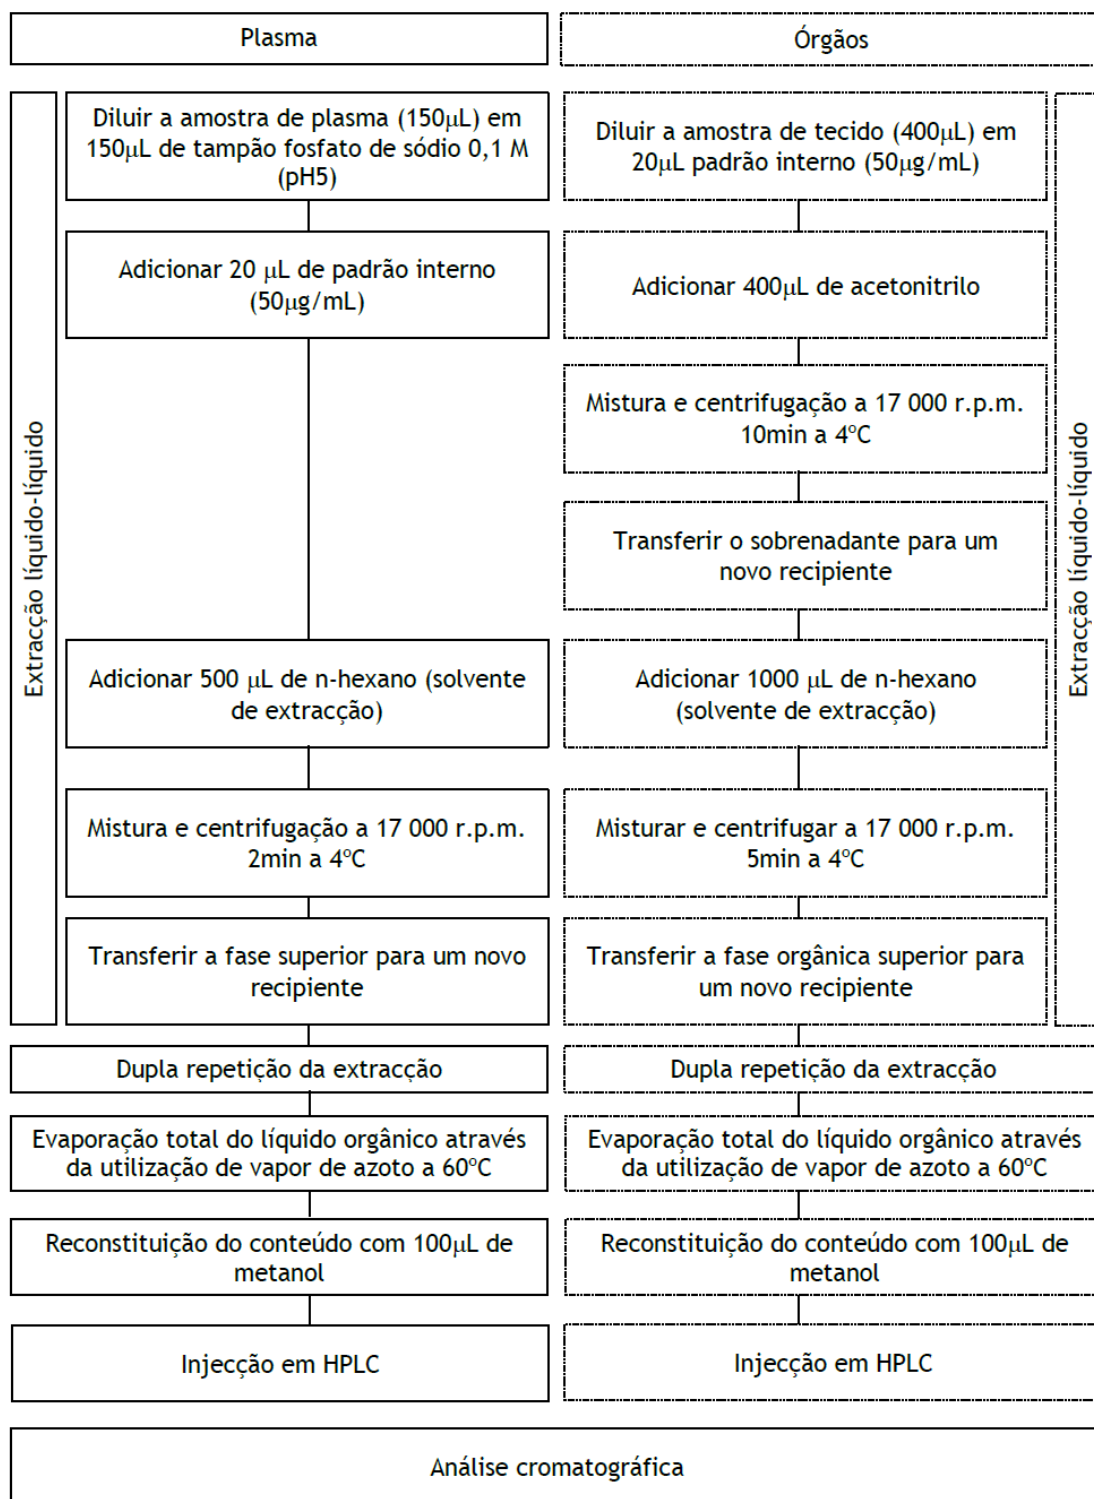 Plasma
Órgãos
Extracção líquido-líquido
Diluir a amostra de plasma (150μL) em
150μL de tampão fosfato de sódio 0,1 M
(pH5)
Adicionar 20 μL de padrão interno
(50μg/mL)
Adicionar 500 μL de n-hexano (solvente
de extracção)
Mistura e centrifugação a 17 000 r.p.m.
2min a 4ºC
Transferir a fase superior para um novo
recipiente
Dupla repetição da extracção
Evaporação total do líquido orgânico através
da utilização de vapor de azoto a 60ºC
Reconstituição do conteúdo com 100μL de
metanol
Injecção em HPLC
Diluir a amostra de tecido (400μL) em
20μL padrão interno (50μg/mL)
Adicionar 400μL de acetonitrilo
Mistura e centrifugação a 17 000 r.p.m.
10min a 4ºC
Transferir o sobrenadante para um
novo recipiente
Adicionar 1000 μL de n-hexano
(solvente de extracção)
Misturar e centrifugar a 17 000 r.p.m.
5min a 4ºC
Transferir a fase orgânica superior para
um novo recipiente
Extracção líquido-líquido
Dupla repetição da extracção
Evaporação total do líquido orgânico através
da utilização de vapor de azoto a 60ºC
Reconstituição do conteúdo com 100μL de
metanol
Injecção em HPLC
Análise cromatográfica